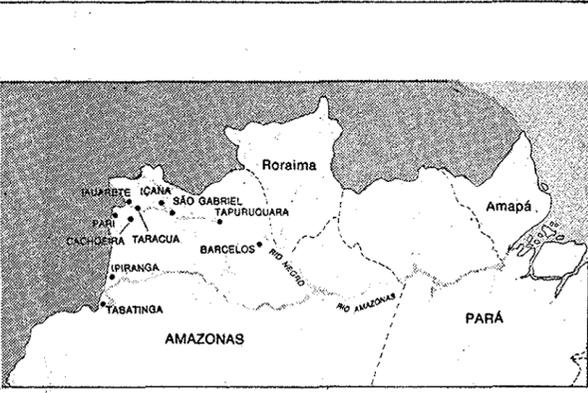 Roraima
Amapá
IAUARETE IÇANA
SÃO GABRIEL
TAPURUQUARA
PARI
CACHOEIRA TARACUA
BARCELOS
RIO NEGRO
IPIRANGA
RIO AMAZONAS
TABATINGA
PARÁ
AMAZONAS